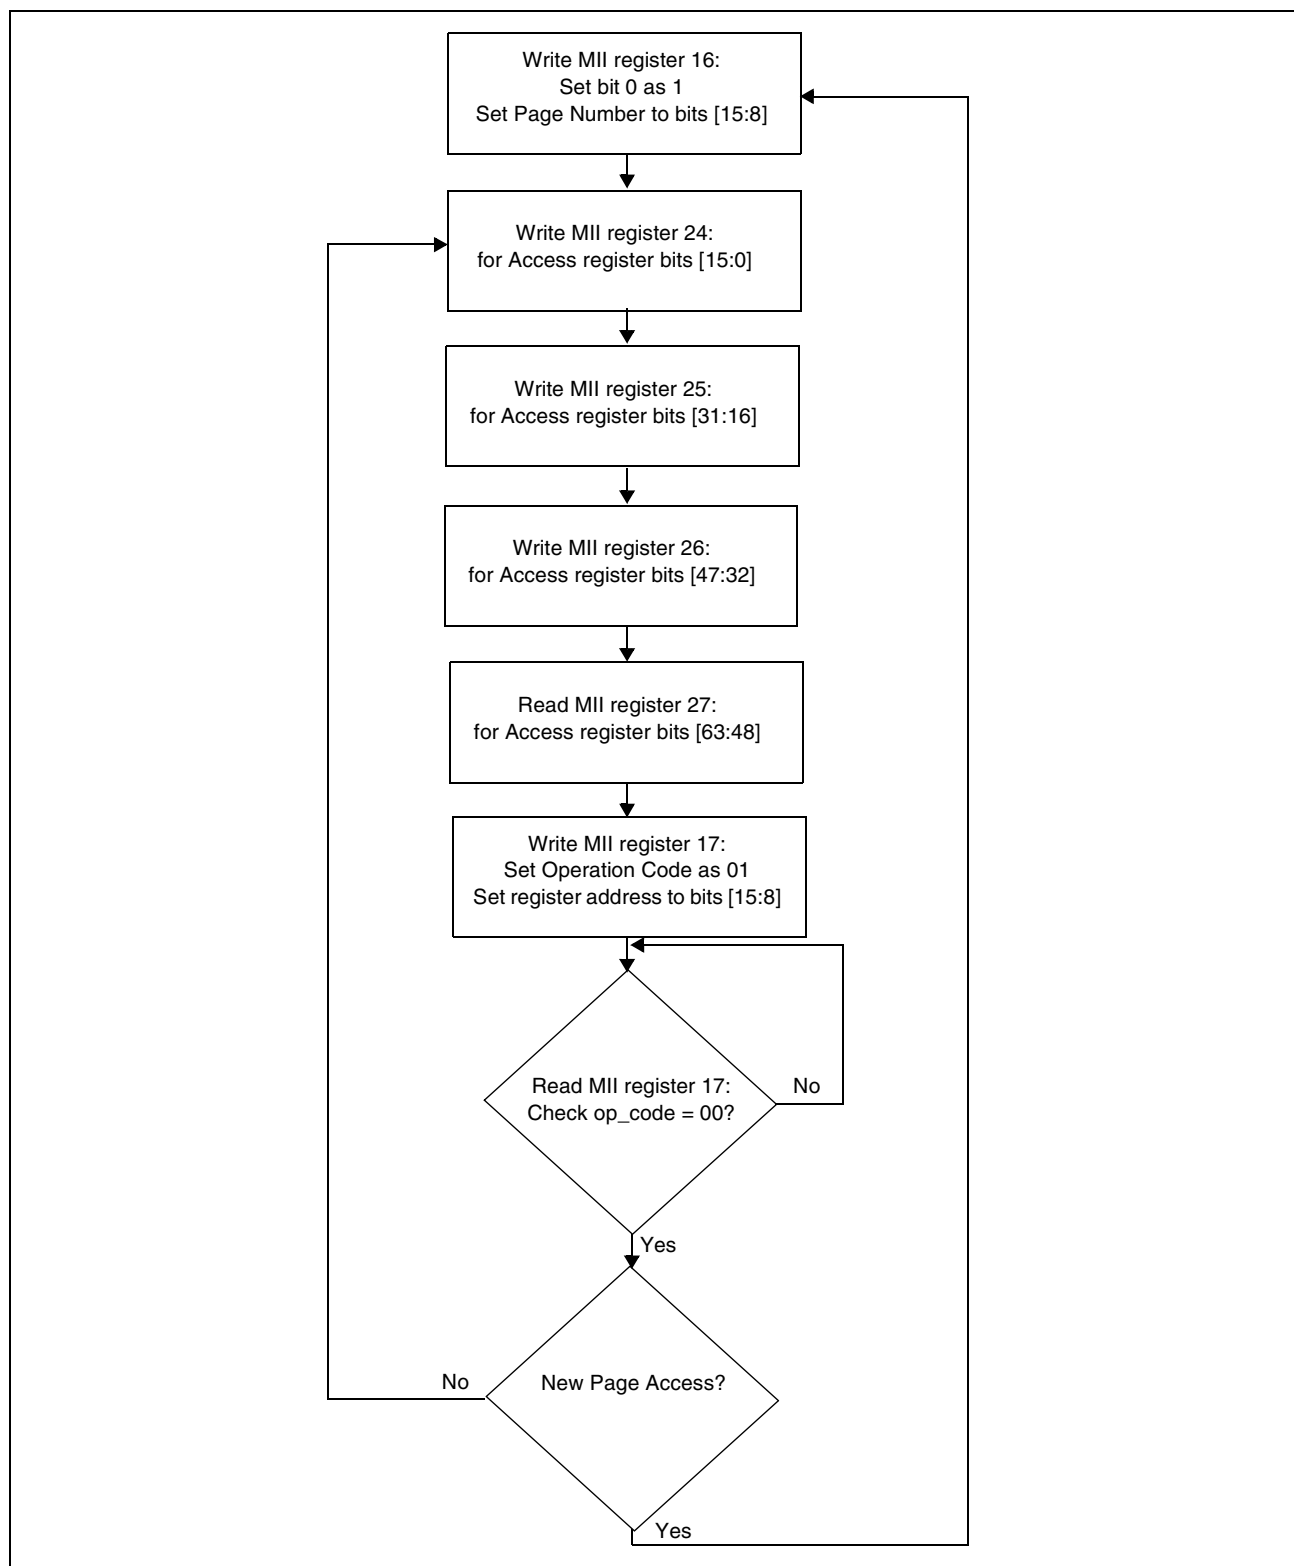 Write MII register 16:
Set bit 0 as 1
Set Page Number to bits [15:8]
Write MII register 24:
for Access register bits [15:0]
Write MII register 25:
for Access register bits [31:16]
Write MII register 26:
for Access register bits [47:32]
Read MII register 27:
for Access register bits [63:48]
Write MII register 17:
Set Operation Code as 01
Set register address to bits [15:8]
Read MII register 17:
Check op_code = 00?
No
Yes
New Page Access?
No
Yes